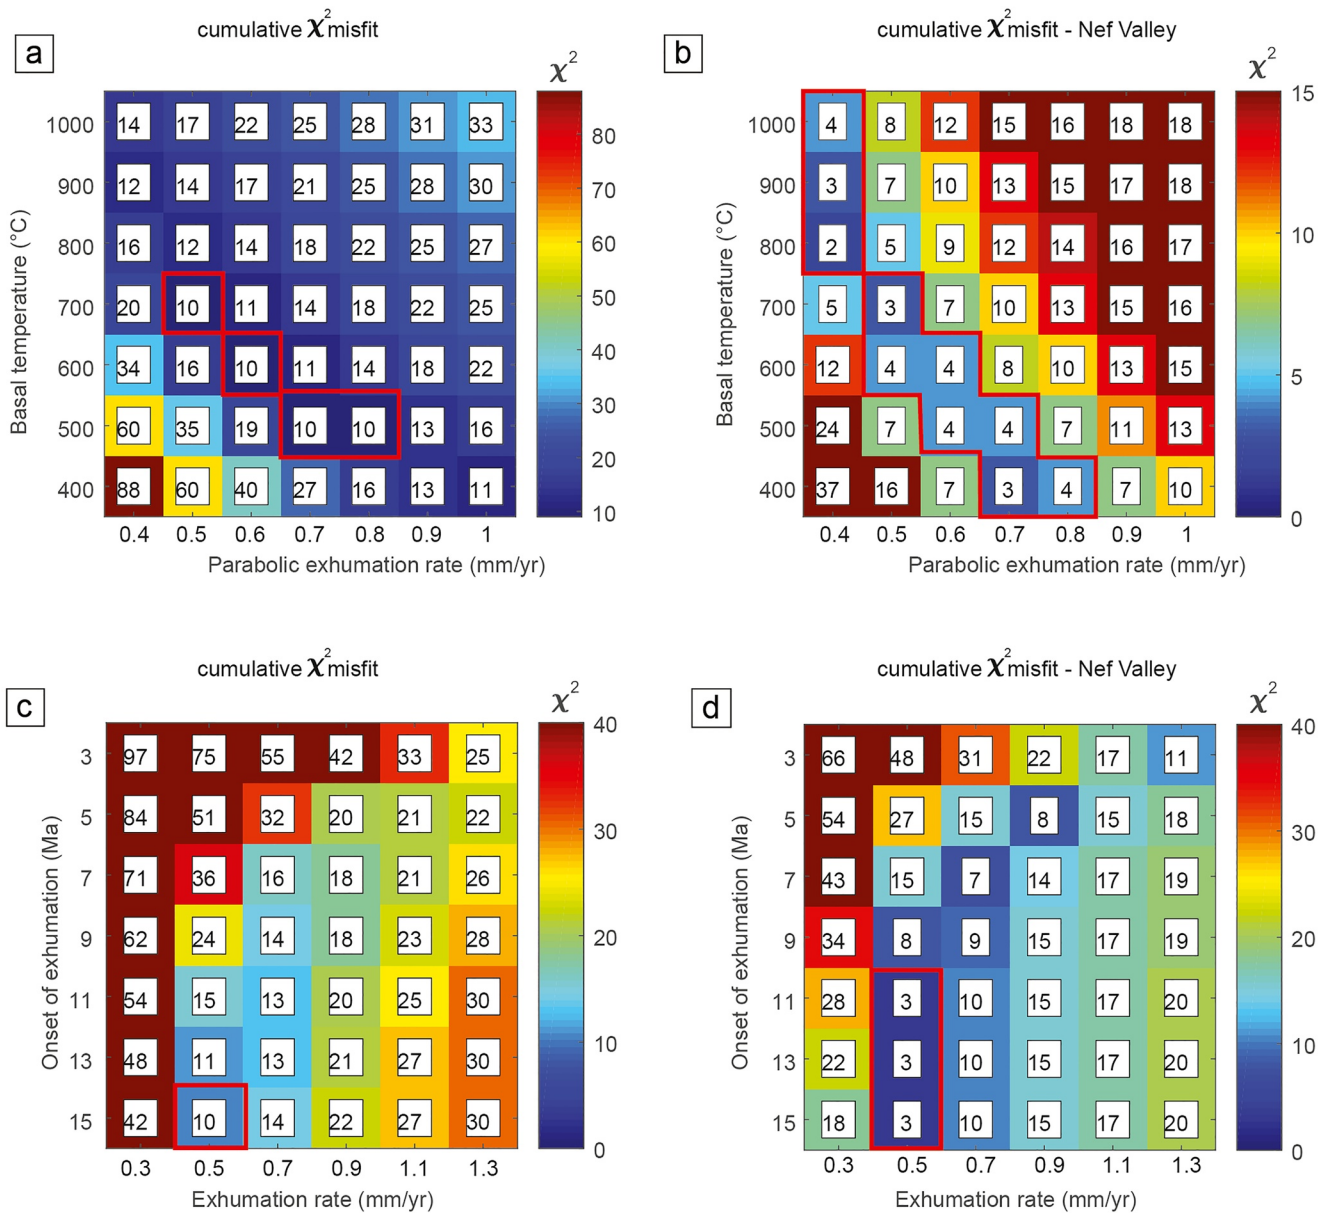 a
cumulative χ² misfit
χ²
1000 14 17 22 25 28 31 33
900 12 14 17 21 25 28 30
800 16 12 14 18 22 25 27
700 20 10 11 14 18 22 25
600 34 16 10 11 14 18 22
500 60 35 19 10 10 13 16
400 88 60 40 27 16 13 11
0.4 0.5 0.6 0.7 0.8 0.9 1
Basal temperature (°C)
Parabolic exhumation rate (mm/yr)
80
70
60
50
40
30
20
10
b
cumulative χ² misfit - Nef Valley
χ²
1000 4 8 12 15 16 18 18
900 3 7 10 13 15 17 18
800 2 5 9 12 14 16 17
700 5 3 7 10 13 15 16
600 12 4 4 8 10 13 15
500 24 7 4 4 7 11 13
400 37 16 7 3 4 7 10
0.4 0.5 0.6 0.7 0.8 0.9 1
Basal temperature (°C)
Parabolic exhumation rate (mm/yr)
15
10
5
0
c
cumulative χ² misfit
χ²
3 97 75 55 42 33 25
5 84 51 32 20 21 22
7 71 36 16 18 21 26
9 62 24 14 18 23 28
11 54 15 13 20 25 30
13 48 11 13 21 27 30
15 42 10 14 22 27 30
0.3 0.5 0.7 0.9 1.1 1.3
Onset of exhumation (Ma)
Exhumation rate (mm/yr)
40
30
20
10
0
d
cumulative χ² misfit - Nef Valley
χ²
3 66 48 31 22 17 11
5 54 27 15 8 15 18
7 43 15 7 14 17 19
9 34 8 9 15 17 19
11 28 3 10 15 17 20
13 22 3 10 15 17 20
15 18 3 10 15 17 20
0.3 0.5 0.7 0.9 1.1 1.3
Onset of exhumation (Ma)
Exhumation rate (mm/yr)
40
30
20
10
0